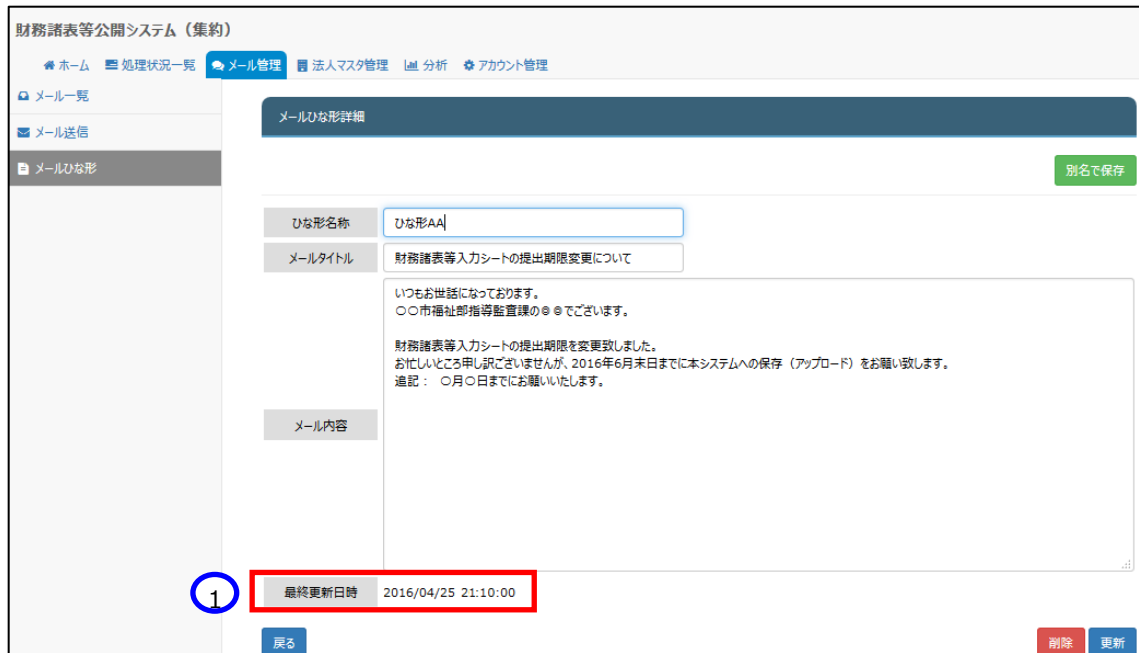 財務諸表等公開システム（集約）
ホーム 処理状況一覧 メール管理 法人マスタ管理 分析 アカウント管理
メール一覧
メール送信
メールひな形
メールひな形詳細
別名で保存
ひな形名称 ひな形AA
メールタイトル 財務諸表等入力シートの提出期限変更について
メール内容
いつもお世話になっております。
○○市福祉部指導監査課の◎◎でございます。
財務諸表等入力シートの提出期限を変更致しました。
お忙しいところ申し訳ございませんが、2016年6月末日までに本システムへの保存（アップロード）をお願い致します。
追記： ○月○日までにお願いいたします。
1
最終更新日時 2016/04/25 21:10:00
戻る 削除 更新